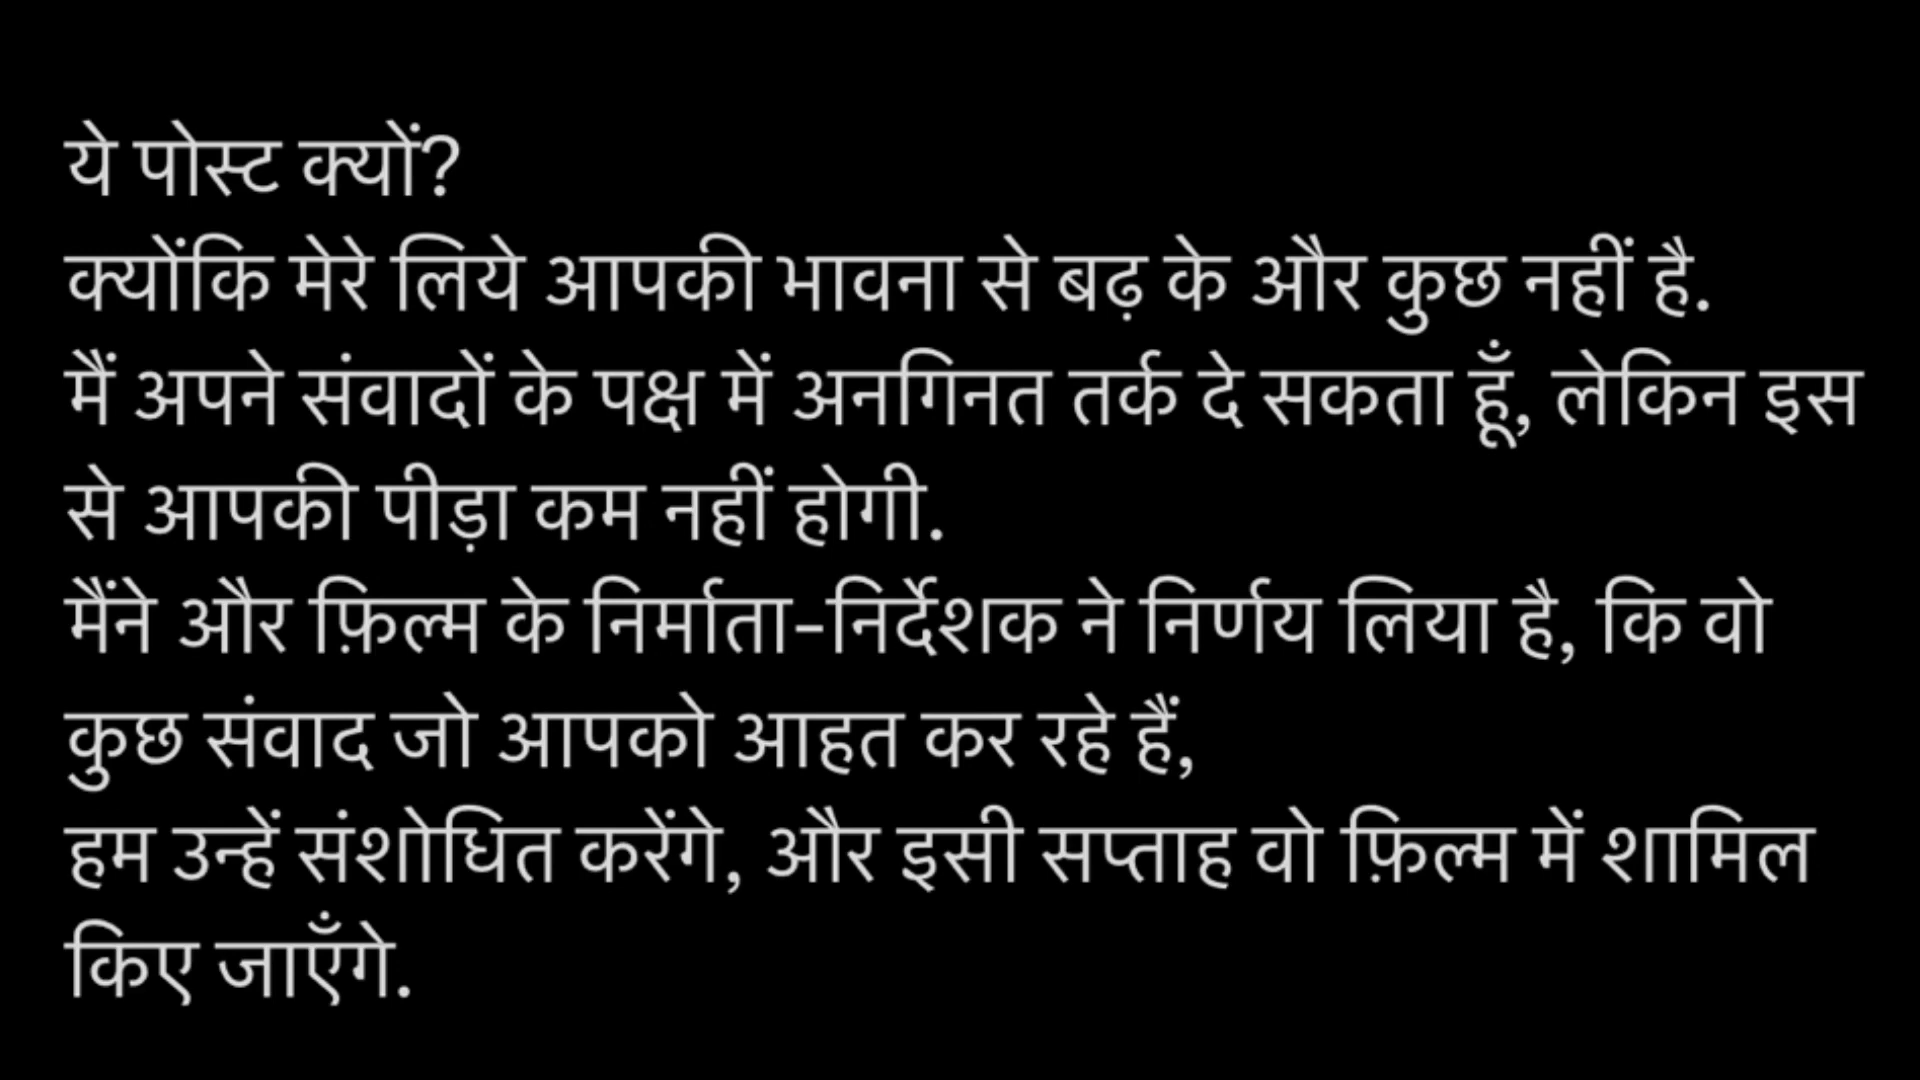 ये पोस्ट क्यों?
क्योंकि मेरे लिये आपकी भावना से बढ़ के और कुछ नहीं है.
मैं अपने संवादों के पक्ष में अनगिनत तर्क दे सकता हूँ, लेकिन इस
से आपकी पीड़ा कम नहीं होगी.
मैंने और फ़िल्म के निर्माता-निर्देशक ने निर्णय लिया है, कि वो
कुछ संवाद जो आपको आहत कर रहे हैं,
हम उन्हें संशोधित करेंगे, और इसी सप्ताह वो फ़िल्म में शामिल
किए जाएँगे.